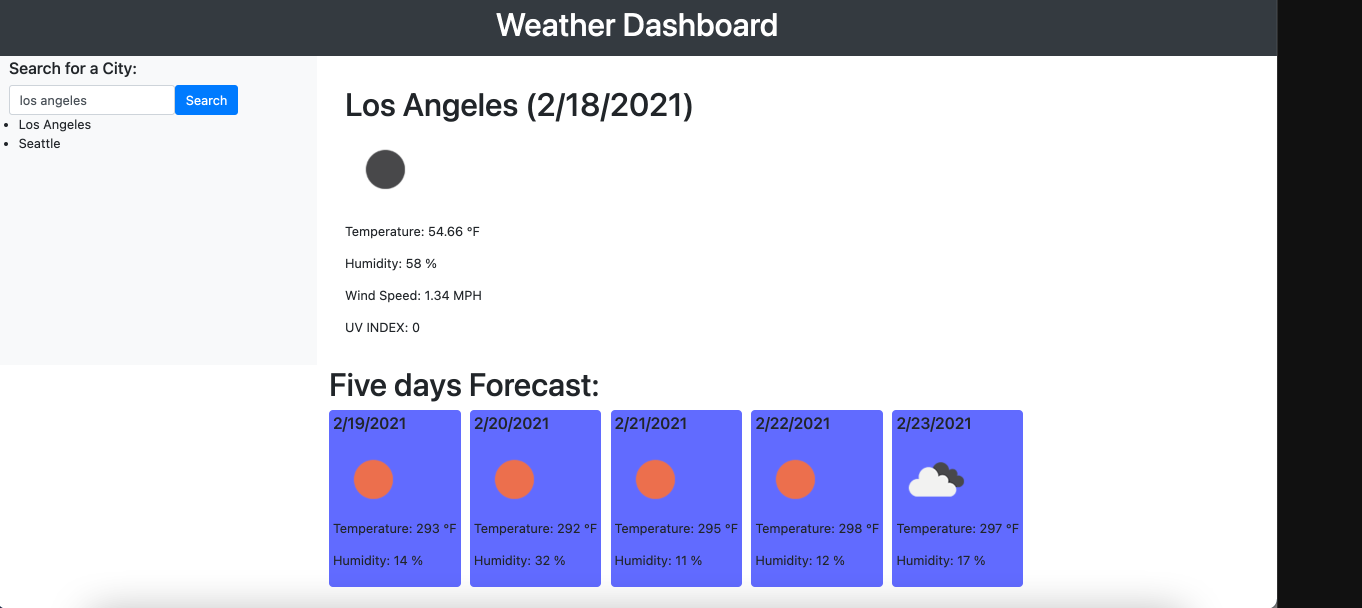 Weather Dashboard
Search for a City:
los angeles
Search
Los Angeles
Seattle
Los Angeles (2/18/2021)
Temperature: 54.66 °F
Humidity: 58 %
Wind Speed: 1.34 MPH
UV INDEX: 0
Five days Forecast:
2/19/2021
Temperature: 293 °F
Humidity: 14 %
2/20/2021
Temperature: 292 °F
Humidity: 32 %
2/21/2021
Temperature: 295 °F
Humidity: 11 %
2/22/2021
Temperature: 298 °F
Humidity: 12 %
2/23/2021
Temperature: 297 °F
Humidity: 17 %